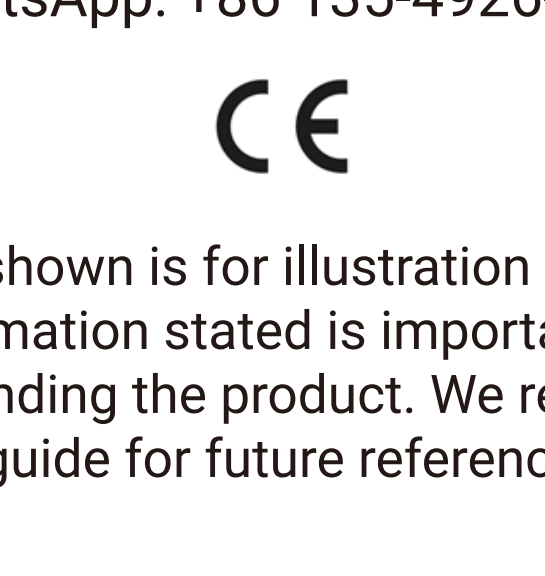 CE
shown is for illustration
mation stated is importa
nding the product. We re
guide for future referenc